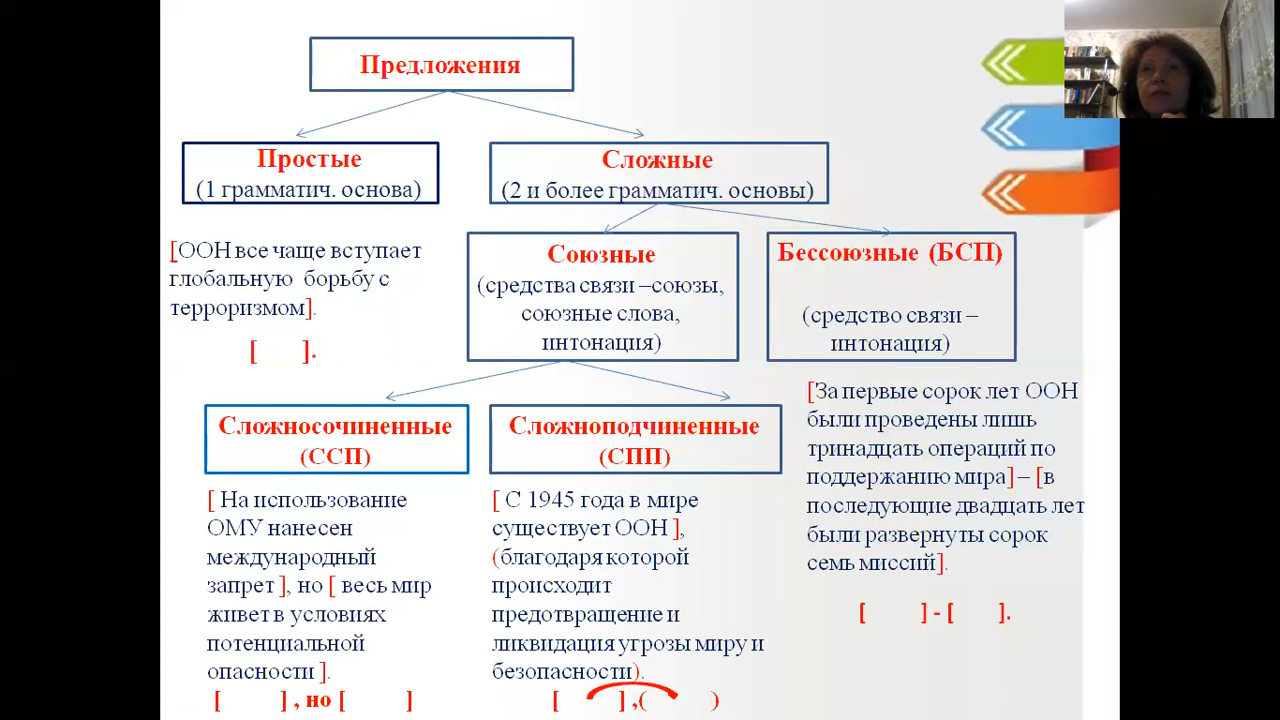 Предложения
Простые
(1 грамматич. основа)
Сложные
(2 и более грамматич. основы)
[ООН все чаще вступает
глобальную борьбу с
терроризмом].
[ ].
Союзные
(средства связи –союзы,
союзные слова,
интонация)
Бессоюзные (БСП)
(средство связи –
интонация)
Сложносочиненные
(ССП)
[ На использование
ОМУ нанесен
международный
запрет ], но [ весь мир
живет в условиях
потенциальной
опасности ].
[ ] , но [ ]
Сложноподчиненные
(СПП)
[ С 1945 года в мире
существует ООН ],
(благодаря которой
происходит
предотвращение и
ликвидация угрозы миру и
безопасности).
[ ] ,( )
[За первые сорок лет ООН
были проведены лишь
тринадцать операций по
поддержанию мира] – [в
последующие двадцать лет
были развернуты сорок
семь миссий].
[ ] - [ ].